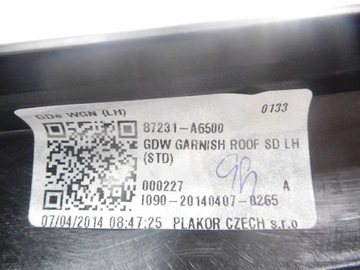 GDe WGN (LH)
0133
87231-A6500
GDW GARNISH ROOF SD LH
(STD)
000227 A
I090-20140407-0265
07/04/2014 08:47:25 PLAKOR CZECH s.r.o